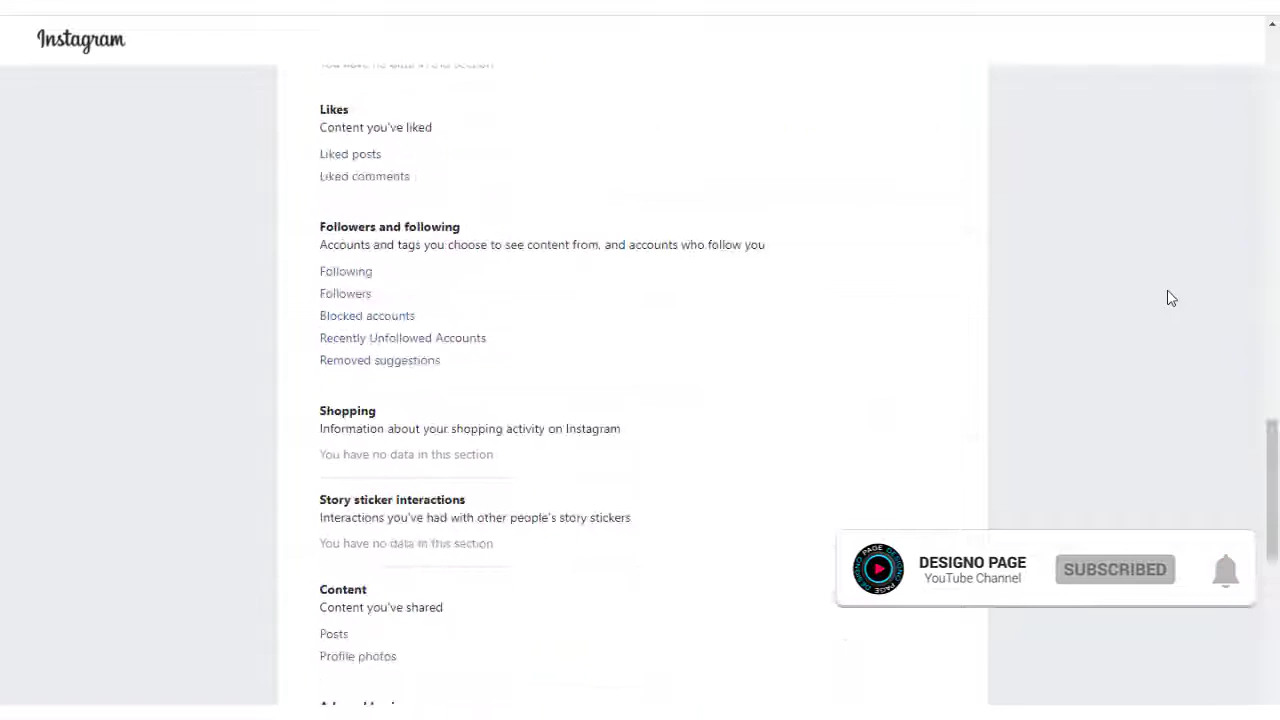 Instagram
Likes
Content you've liked
Liked posts
Liked comments
Followers and following
Accounts and tags you choose to see content from, and accounts who follow you
Following
Followers
Blocked accounts
Recently Unfollowed Accounts
Removed suggestions
Shopping
Information about your shopping activity on Instagram
You have no data in this section
Story sticker interactions
Interactions you've had with other people's story stickers
You have no data in this section
Content
Content you've shared
Posts
Profile photos
DESIGNO PAGE
YouTube Channel
SUBSCRIBED